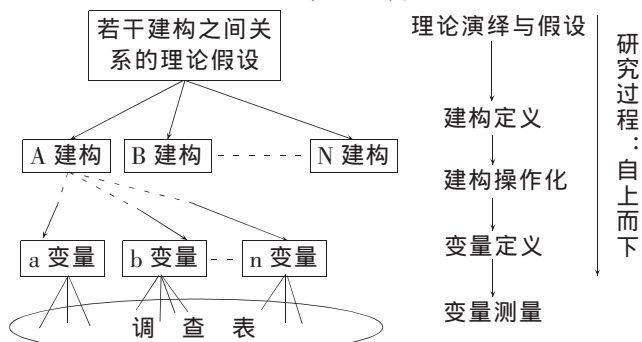 若干建构之间关
系的理论假设
A 建构
B 建构
N 建构
a 变量
b 变量
n 变量
调 查 表
理论演绎与假设
建构定义
建构操作化
变量定义
变量测量
研究过程：自上而下